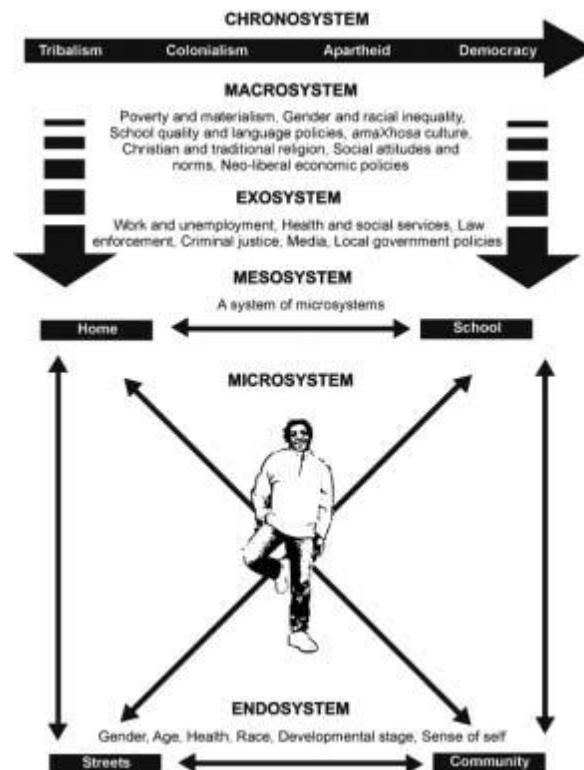 CHRONOSYSTEM
Tribalism Colonialism Apartheid Democracy
MACROSYSTEM
Poverty and materialism, Gender and racial inequality,
School quality and language policies, amaXhosa culture,
Christian and traditional religion, Social attitudes and
norms, Neo-liberal economic policies
EXOSYSTEM
Work and unemployment, Health and social services, Law
enforcement, Criminal justice, Media, Local government policies
MESOSYSTEM
A system of microsystems
Home School
MICROSYSTEM
ENDOSYSTEM
Gender, Age, Health, Race, Developmental stage, Sense of self
Streets Community